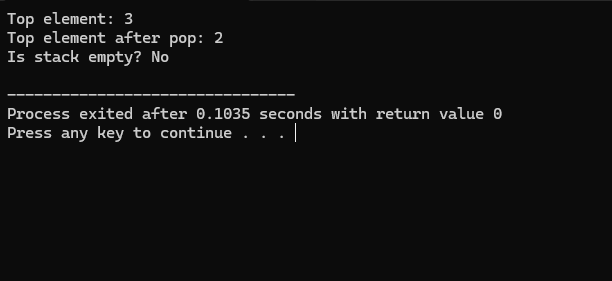 Top element: 3
Top element after pop: 2
Is stack empty? No
--------------------------------
Process exited after 0.1035 seconds with return value 0
Press any key to continue . . .